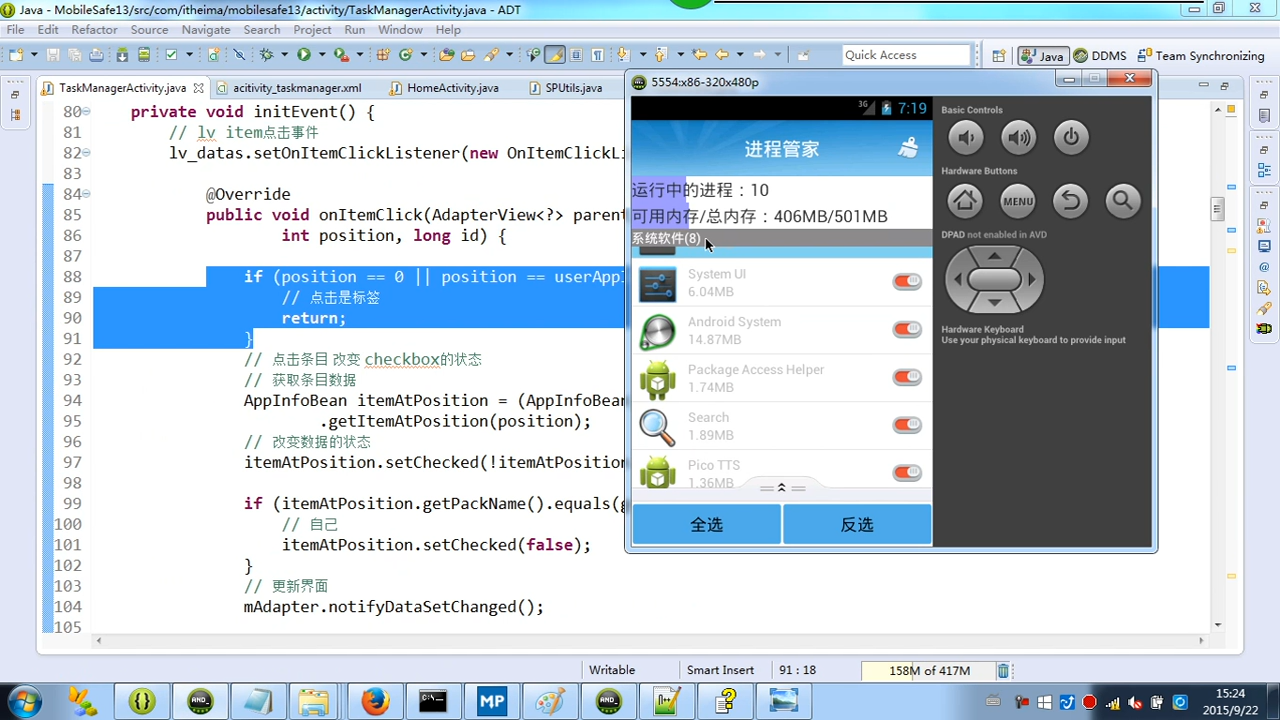 Java - MobileSafe13/src/com/itheima/mobilesafe13/activity/TaskManagerActivity.java - ADT
File Edit Refactor Source Navigate Search Project Run Window Help
Quick Access
Java
DDMS
Team Synchronizing
TaskManagerActivity.java
acitivity_taskmanager.xml
HomeActivity.java
SPUtils.java
80 private void initEvent() {
81 // lv item点击事件
82 lv_datas.setOnItemClickListener(new OnItemClickLi
83
84 @Override
85 public void onItemClick(AdapterView<?> parent
86 int position, long id) {
87
88 if (position == 0 || position == userAppI
89 // 点击是标签
90 return;
91 }
92 // 点击条目 改变 checkbox的状态
93 // 获取条目数据
94 AppInfoBean itemAtPosition = (AppInfoBean
95 .getItemAtPosition(position);
96 // 改变数据的状态
97 itemAtPosition.setChecked(!itemAtPosition
98
99 if (itemAtPosition.getPackName().equals(g
100 // 自己
101 itemAtPosition.setChecked(false);
102 }
103 // 更新界面
104 mAdapter.notifyDataSetChanged();
105
5554:x86-320x480p
3G 7:19
进程管家
运行中的进程：10
可用内存/总内存：406MB/501MB
系统软件(8)
System UI
6.04MB
Android System
14.87MB
Package Access Helper
1.74MB
Search
1.89MB
Pico TTS
1.36MB
全选
反选
Basic Controls
Hardware Buttons
MENU
DPAD not enabled in AVD
Hardware Keyboard
Use your physical keyboard to provide input
Writable
Smart Insert
91 : 18
158M of 417M
MP
15:24
2015/9/22